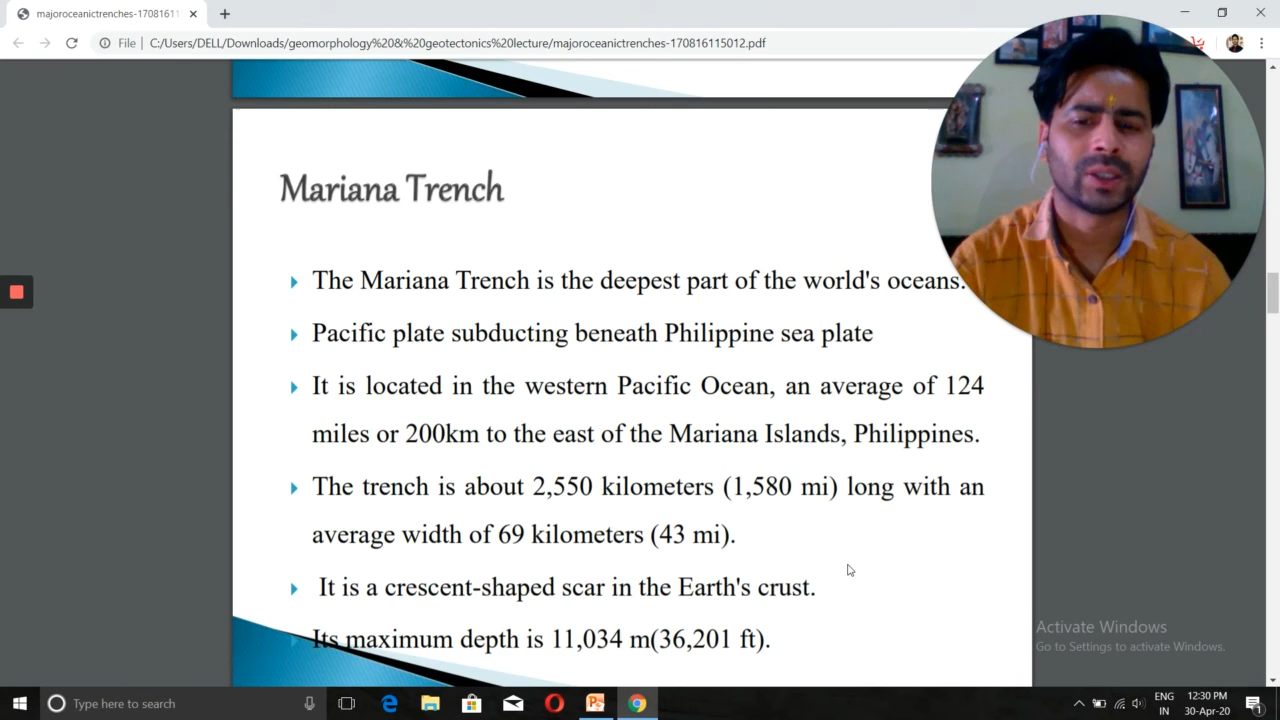 majoroceanictrenches-17081611
File C:/Users/DELL/Downloads/geomorphology%20&%20geotectonics%20lecture/majoroceanictrenches-170816115012.pdf
Mariana Trench
The Mariana Trench is the deepest part of the world's oceans.
Pacific plate subducting beneath Philippine sea plate
It is located in the western Pacific Ocean, an average of 124
miles or 200km to the east of the Mariana Islands, Philippines.
The trench is about 2,550 kilometers (1,580 mi) long with an
average width of 69 kilometers (43 mi).
It is a crescent-shaped scar in the Earth's crust.
Its maximum depth is 11,034 m(36,201 ft).
Activate Windows
Go to Settings to activate Windows.
Type here to search
ENG
IN
12:30 PM
30-Apr-20
1